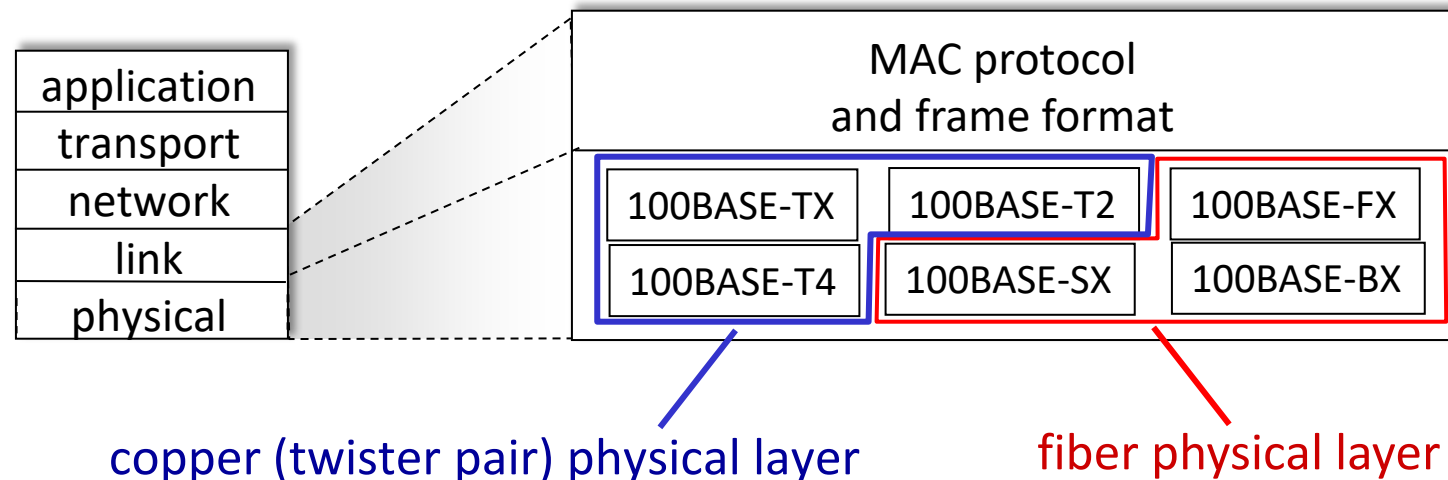 application
transport
network
link
physical
MAC protocol
and frame format
100BASE-TX
100BASE-T2
100BASE-FX
100BASE-T4
100BASE-SX
100BASE-BX
copper (twister pair) physical layer
fiber physical layer